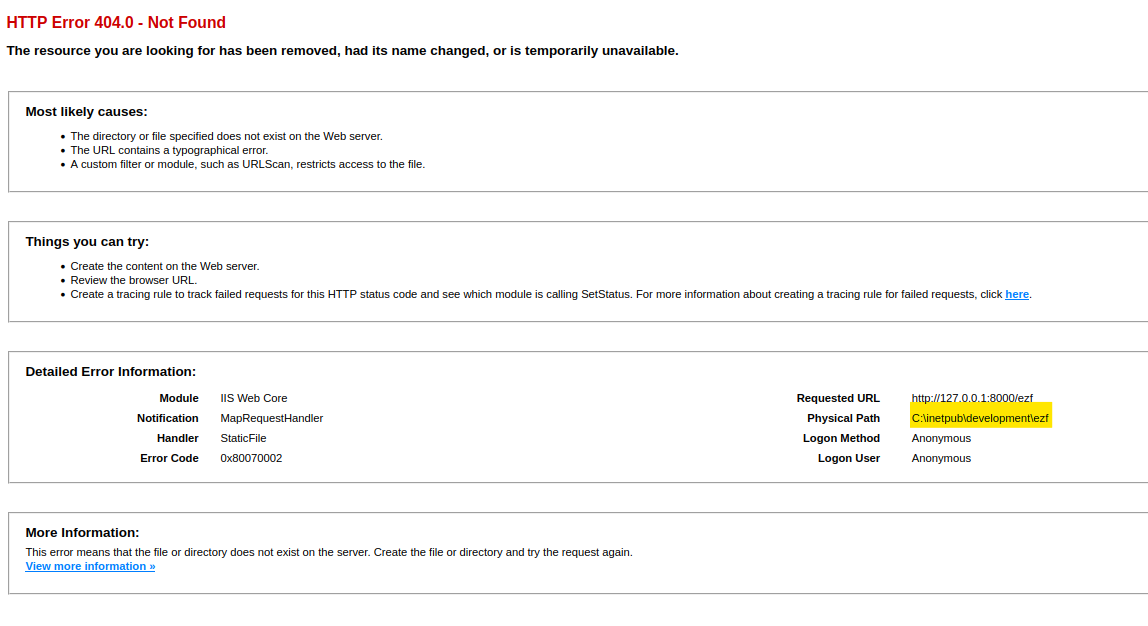 HTTP Error 404.0 - Not Found
The resource you are looking for has been removed, had its name changed, or is temporarily unavailable.
Most likely causes:
• The directory or file specified does not exist on the Web server.
• The URL contains a typographical error.
• A custom filter or module, such as URLScan, restricts access to the file.
Things you can try:
• Create the content on the Web server.
• Review the browser URL.
• Create a tracing rule to track failed requests for this HTTP status code and see which module is calling SetStatus. For more information about creating a tracing rule for failed requests, click here.
Detailed Error Information:
Module IIS Web Core
Notification MapRequestHandler
Handler StaticFile
Error Code 0x80070002
Requested URL http://127.0.0.1:8000/ezf
Physical Path C:\inetpub\development\ezf
Logon Method Anonymous
Logon User Anonymous
More Information:
This error means that the file or directory does not exist on the server. Create the file or directory and try the request again.
View more information »